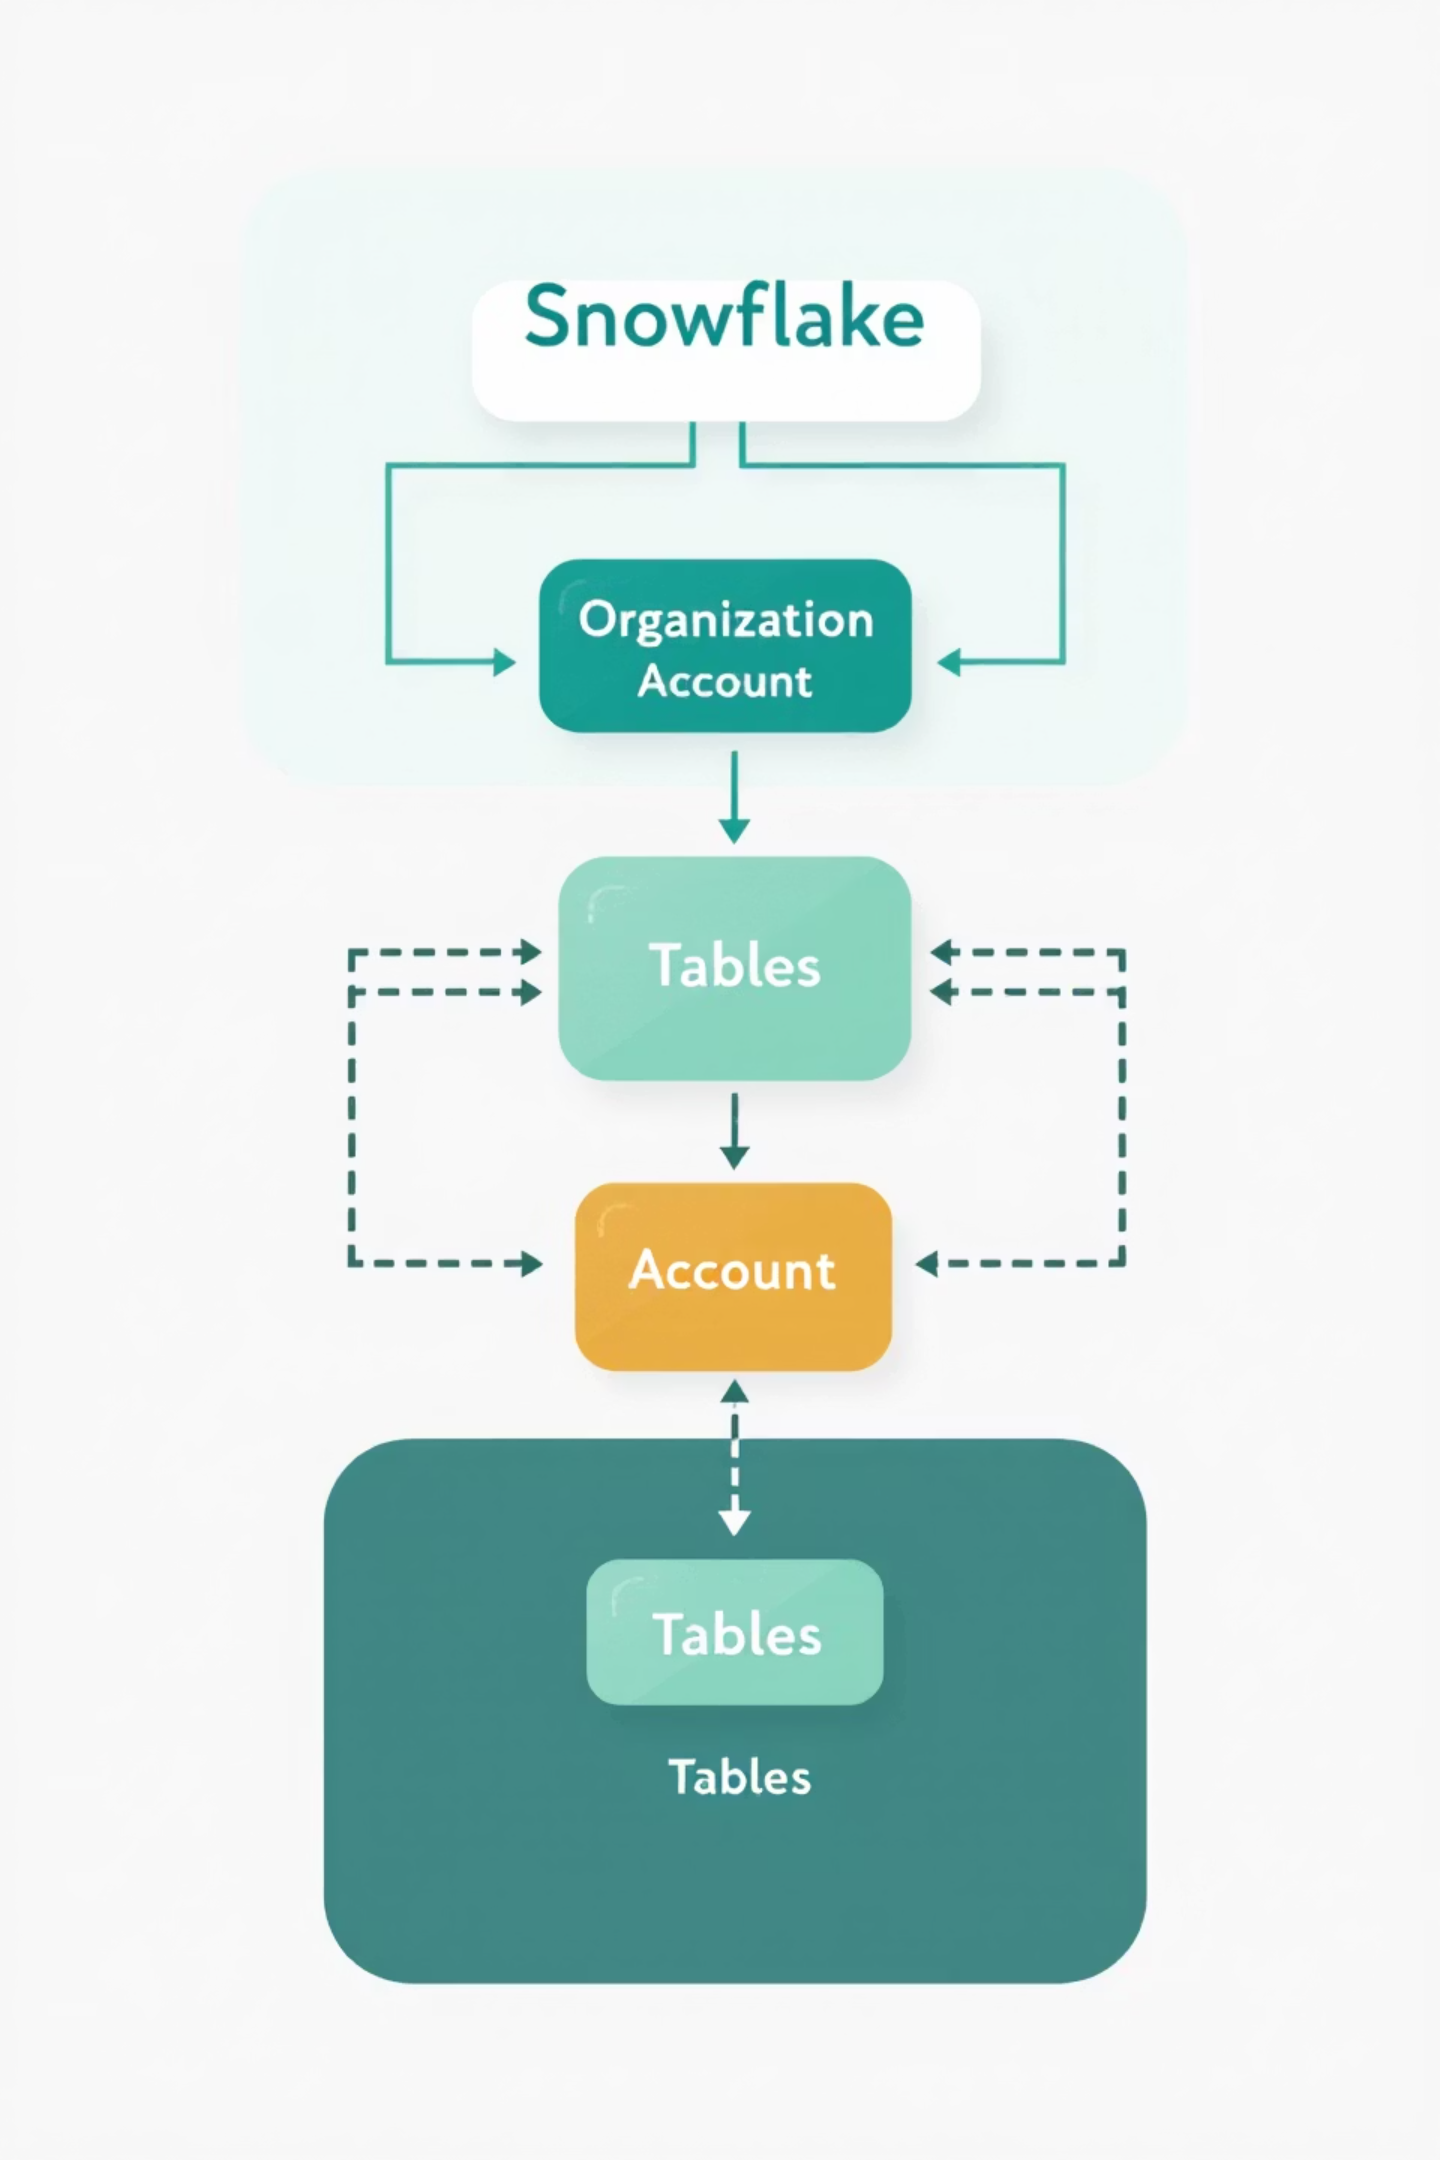 Snowflake
Organization
Account
Tables
Account
Tables
Tables